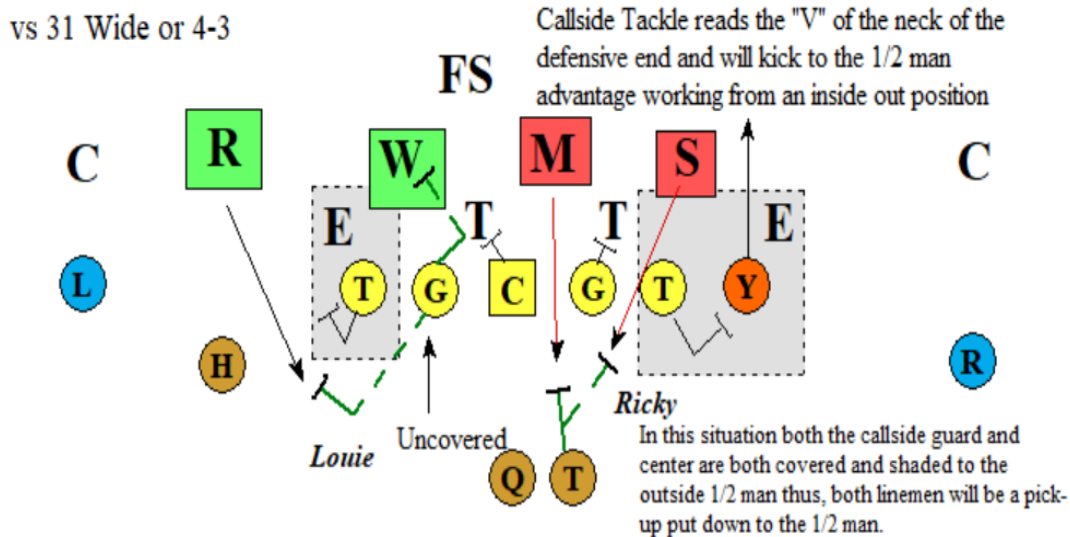 vs 31 Wide or 4-3
Callside Tackle reads the "V" of the neck of the
defensive end and will kick to the 1/2 man
advantage working from an inside out position
FS
C
R
W
M
S
C
E
T
T
E
L
T
G
C
G
T
Y
H
R
Ricky
Louie
Uncovered
Q
T
In this situation both the callside guard and
center are both covered and shaded to the
outside 1/2 man thus, both linemen will be a pick-
up put down to the 1/2 man.